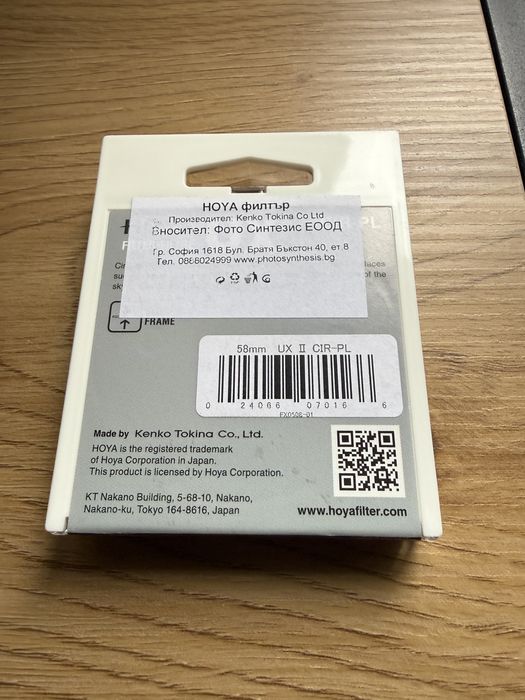 HOYA филтър
Производител: Kenko Tokina Co Ltd
Вносител: Фото Синтезис ЕООД
Гр. София 1618 Бул. Братя Бъкстон 40, ет.8
Тел. 0886024999 www.photosynthesis.bg
-PL
of the
FRAME
58mm UX II CIR-PL
0 24066 07016 6
Made by Kenko Tokina Co., Ltd.
HOYA is the registered trademark
of Hoya Corporation in Japan.
This product is licensed by Hoya Corporation.
KT Nakano Building, 5-68-10, Nakano,
Nakano-ku, Tokyo 164-8616, Japan
www.hoyafilter.com